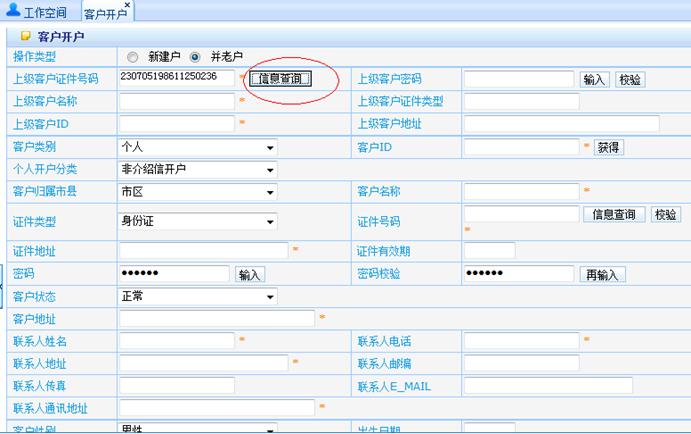 工作空间 客户开户
客户开户
操作类型 新建户 并老户
上级客户证件号码 230705198611250236 * 信息查询 上级客户密码 输入 校验
上级客户名称 * 上级客户证件类型
上级客户ID * 上级客户地址
客户类别 个人 客户ID * 获得
个人开户分类 非介绍信开户
客户归属市县 市区 客户名称 *
证件类型 身份证 证件号码 信息查询 校验
*
证件地址 * 证件有效期
密码 ●●●●●● 输入 密码校验 ●●●●●● 再输入
客户状态 正常
客户地址 *
联系人姓名 * 联系人电话 *
联系人地址 * 联系人邮编
联系人传真 联系人E_MAIL
联系人通讯地址 *
客户性别 男性 出生日期